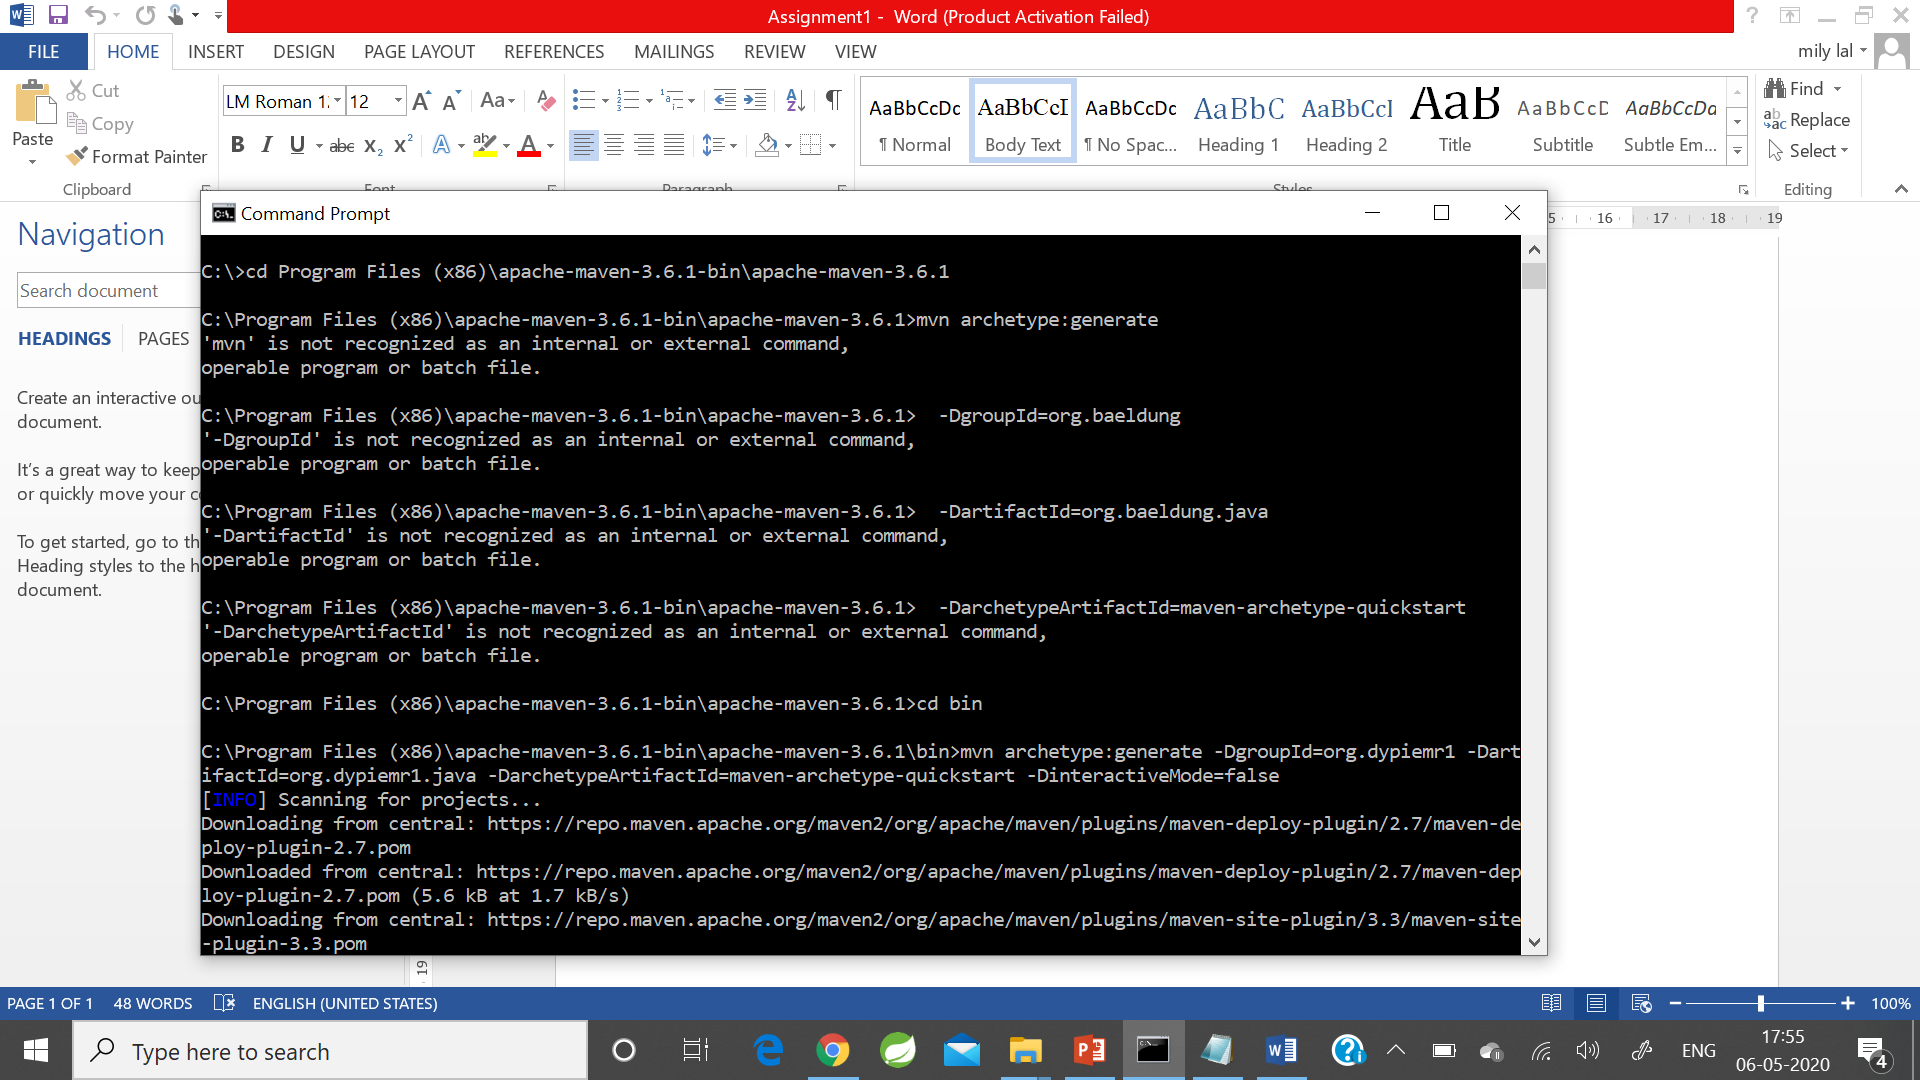 Assignment1 - Word (Product Activation Failed)
FILE HOME INSERT DESIGN PAGE LAYOUT REFERENCES MAILINGS REVIEW VIEW
mily lal
Paste
Cut
Copy
Format Painter
Clipboard
LM Roman 1: 12
Font
Paragraph
AaBbCcDc AaBbCcI AaBbCcDc AaBbC AaBbCcI AaB AaBbCcD AaBbCcDa
¶ Normal Body Text ¶ No Spac... Heading 1 Heading 2 Title Subtitle Subtle Em...
Styles
Find
Replace
Select
Editing
5 16 17 18 19
Navigation
Search document
HEADINGS PAGES
Create an interactive ou
document.
It's a great way to keep
or quickly move your c
To get started, go to th
Heading styles to the h
document.
Command Prompt
C:\>cd Program Files (x86)\apache-maven-3.6.1-bin\apache-maven-3.6.1
C:\Program Files (x86)\apache-maven-3.6.1-bin\apache-maven-3.6.1>mvn archetype:generate
'mvn' is not recognized as an internal or external command,
operable program or batch file.
C:\Program Files (x86)\apache-maven-3.6.1-bin\apache-maven-3.6.1>  -DgroupId=org.baeldung
'-DgroupId' is not recognized as an internal or external command,
operable program or batch file.
C:\Program Files (x86)\apache-maven-3.6.1-bin\apache-maven-3.6.1>  -DartifactId=org.baeldung.java
'-DartifactId' is not recognized as an internal or external command,
operable program or batch file.
C:\Program Files (x86)\apache-maven-3.6.1-bin\apache-maven-3.6.1>  -DarchetypeArtifactId=maven-archetype-quickstart
'-DarchetypeArtifactId' is not recognized as an internal or external command,
operable program or batch file.
C:\Program Files (x86)\apache-maven-3.6.1-bin\apache-maven-3.6.1>cd bin
C:\Program Files (x86)\apache-maven-3.6.1-bin\apache-maven-3.6.1\bin>mvn archetype:generate -DgroupId=org.dypiemr1 -Dart
ifactId=org.dypiemr1.java -DarchetypeArtifactId=maven-archetype-quickstart -DinteractiveMode=false
[INFO] Scanning for projects...
Downloading from central: https://repo.maven.apache.org/maven2/org/apache/maven/plugins/maven-deploy-plugin/2.7/maven-de
ploy-plugin-2.7.pom
Downloaded from central: https://repo.maven.apache.org/maven2/org/apache/maven/plugins/maven-deploy-plugin/2.7/maven-dep
loy-plugin-2.7.pom (5.6 kB at 1.7 kB/s)
Downloading from central: https://repo.maven.apache.org/maven2/org/apache/maven/plugins/maven-site-plugin/3.3/maven-site
-plugin-3.3.pom
19
PAGE 1 OF 1 48 WORDS ENGLISH (UNITED STATES) 100%
Type here to search
ENG
17:55
06-05-2020
4